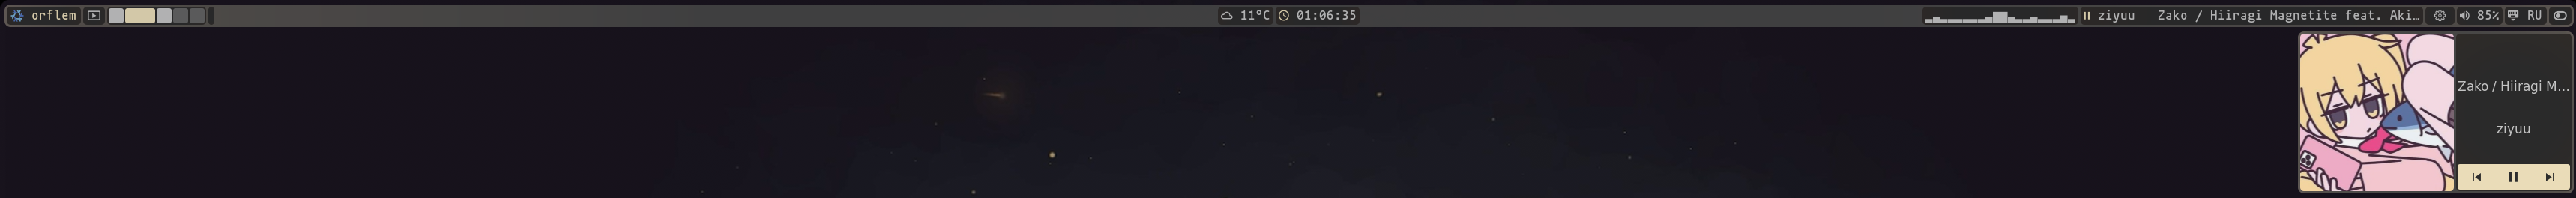 orflem
11°C 01:06:35
ziyuu Zako / Hiiragi Magnetite feat. Aki… 85% RU
Zako / Hiiragi M…
ziyuu